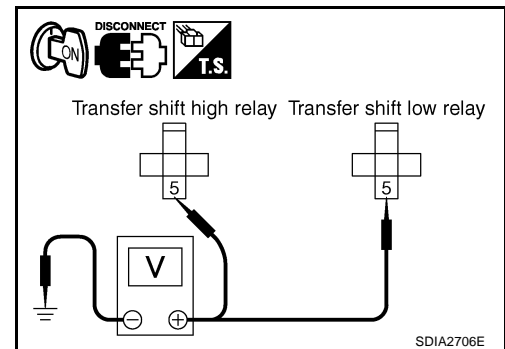 ON
DISCONNECT
T.S.
Transfer shift high relay Transfer shift low relay
5 5
V
− +
SDIA2706E